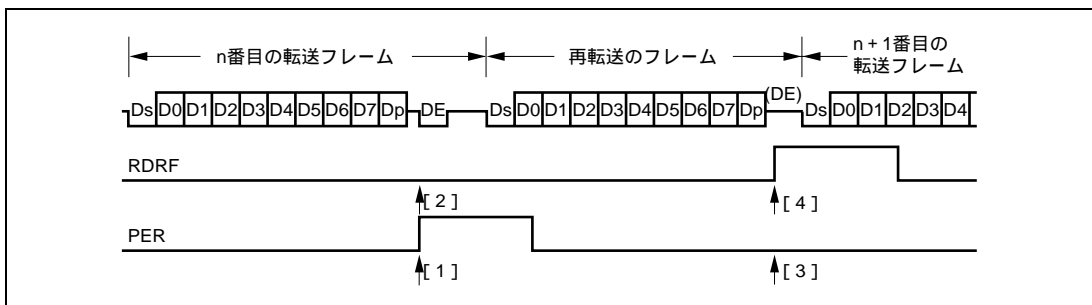 n番目の転送フレーム
再転送のフレーム
n + 1番目の
転送フレーム
Ds D0 D1 D2 D3 D4 D5 D6 D7 Dp DE Ds D0 D1 D2 D3 D4 D5 D6 D7 Dp (DE) Ds D0 D1 D2 D3 D4
RDRF
[ 2 ] [ 4 ]
PER
[ 1 ] [ 3 ]